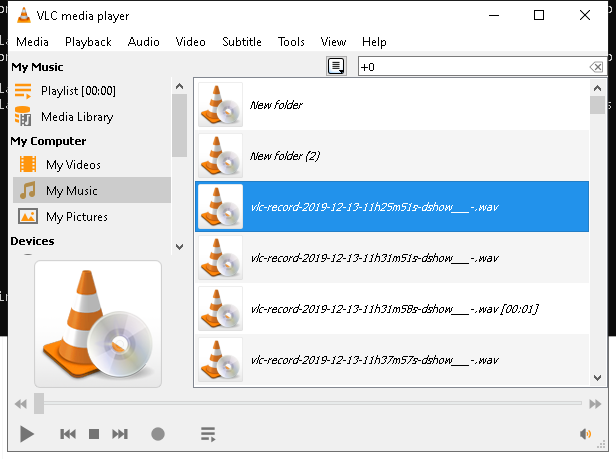 VLC media player
Media Playback Audio Video Subtitle Tools View Help
My Music
+0
Playlist [00:00]
Media Library
My Computer
My Videos
My Music
My Pictures
Devices
New folder
New folder (2)
vlc-record-2019-12-13-11h25m51s-dshow___-.wav
vlc-record-2019-12-13-11h31m51s-dshow___-.wav
vlc-record-2019-12-13-11h31m58s-dshow___-.wav [00:01]
vlc-record-2019-12-13-11h37m57s-dshow___-.wav